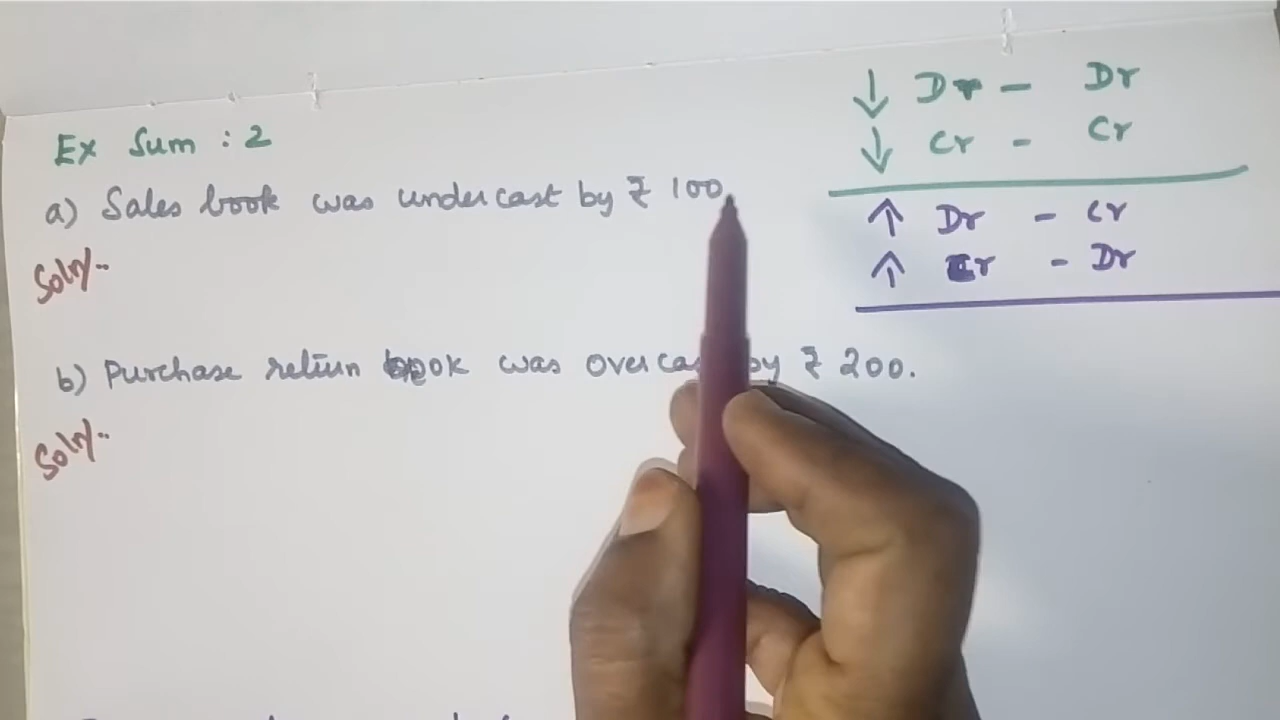 Ex Sum : 2
a) Sales book was undercast by ₹ 100.
Soln/-
b) Purchase return book was overcast by ₹ 200.
Soln/-
↓ Dr - Dr
↓ Cr - Cr
↑ Dr - Cr
↑ Cr - Dr